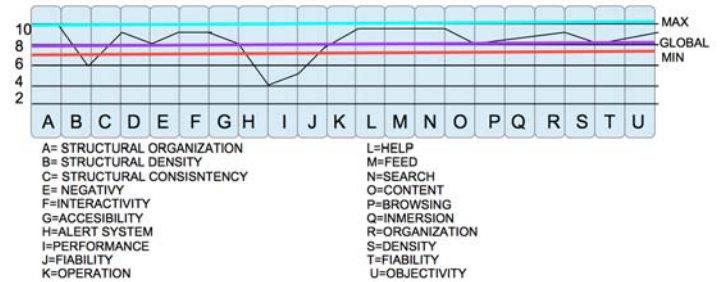 MAX
10
GLOBAL
8
MIN
6
4
2
A B C D E F G H I J K L M N O P Q R S T U
A= STRUCTURAL ORGANIZATION
B= STRUCTURAL DENSITY
C= STRUCTURAL CONSISNTENCY
E= NEGATIVY
F=INTERACTIVITY
G=ACCESIBILITY
H=ALERT SYSTEM
I=PERFORMANCE
J=FIABILITY
K=OPERATION
L=HELP
M=FEED
N=SEARCH
O=CONTENT
P=BROWSING
Q=INMERSION
R=ORGANIZATION
S=DENSITY
T=FIABILITY
U=OBJECTIVITY